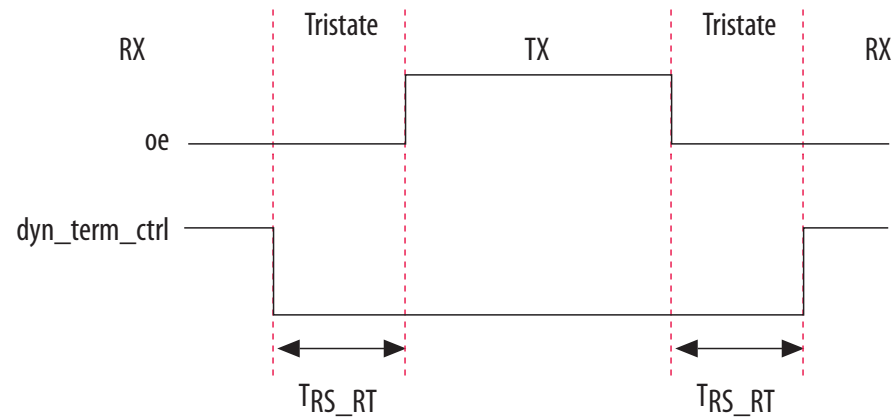 Tristate
Tristate
RX
TX
RX
oe
dyn_term_ctrl
TRS_RT
TRS_RT